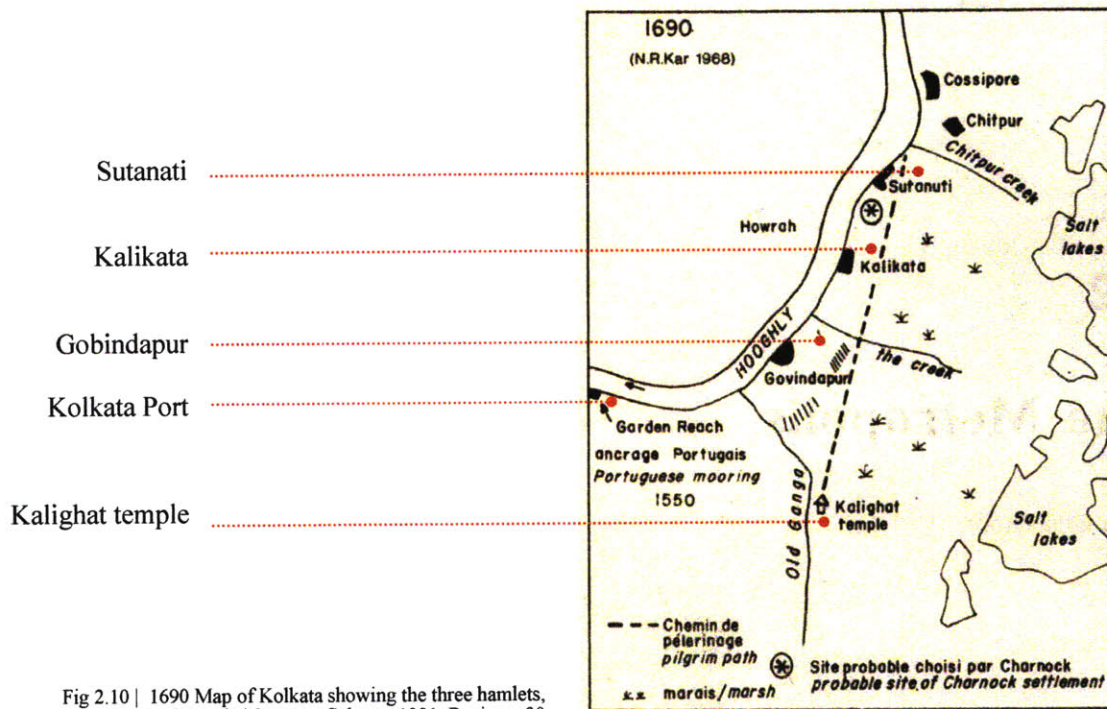 Sutanati
Kalikata
Gobindapur
Kolkata Port
Kalighat temple
1690
(N.R.Kar 1968)
Cossipore
Chitpur
Chitpur creek
Sutanuti
Howrah
Salt
lakes
Kalikata
HOOGHLY
the creek
Govindapur
Garden Reach
ancrage Portugais
Portuguese mooring
1550
Old Ganga
Kalighat
temple
Salt
lakes
Chemin de
pélerinage
pilgrim path
Site probable choisi par Charnock
probable site of Charnock settlement
marais/marsh
Fig 2.10 | 1690 Map of Kolkata showing the three hamlets,